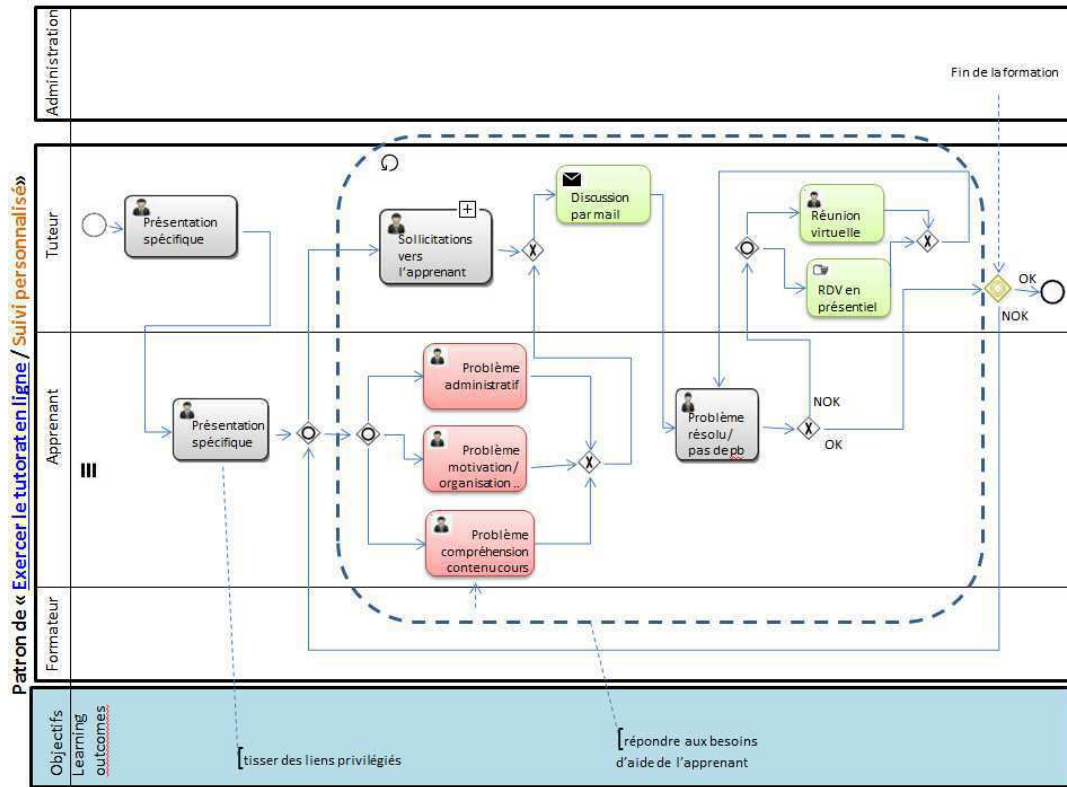 Patron de « Exercer le tutorat en ligne / Suivi personnalisé»
Administration
Fin de la formation
Tuteur
Présentation
spécifique
Sollicitations
vers
l'apprenant
Discussion
par mail
Réunion
virtuelle
RDV en
présentiel
OK
NOK
Apprenant
Présentation
spécifique
Problème
administratif
Problème
motivation/
organisation ..
Problème
compréhension
contenu cours
Problème
résolu/
pas de pb
NOK
OK
Formateur
Objectifs
Learning
outcomes
[tisser des liens privilégiés
[répondre aux besoins
d'aide de l'apprenant